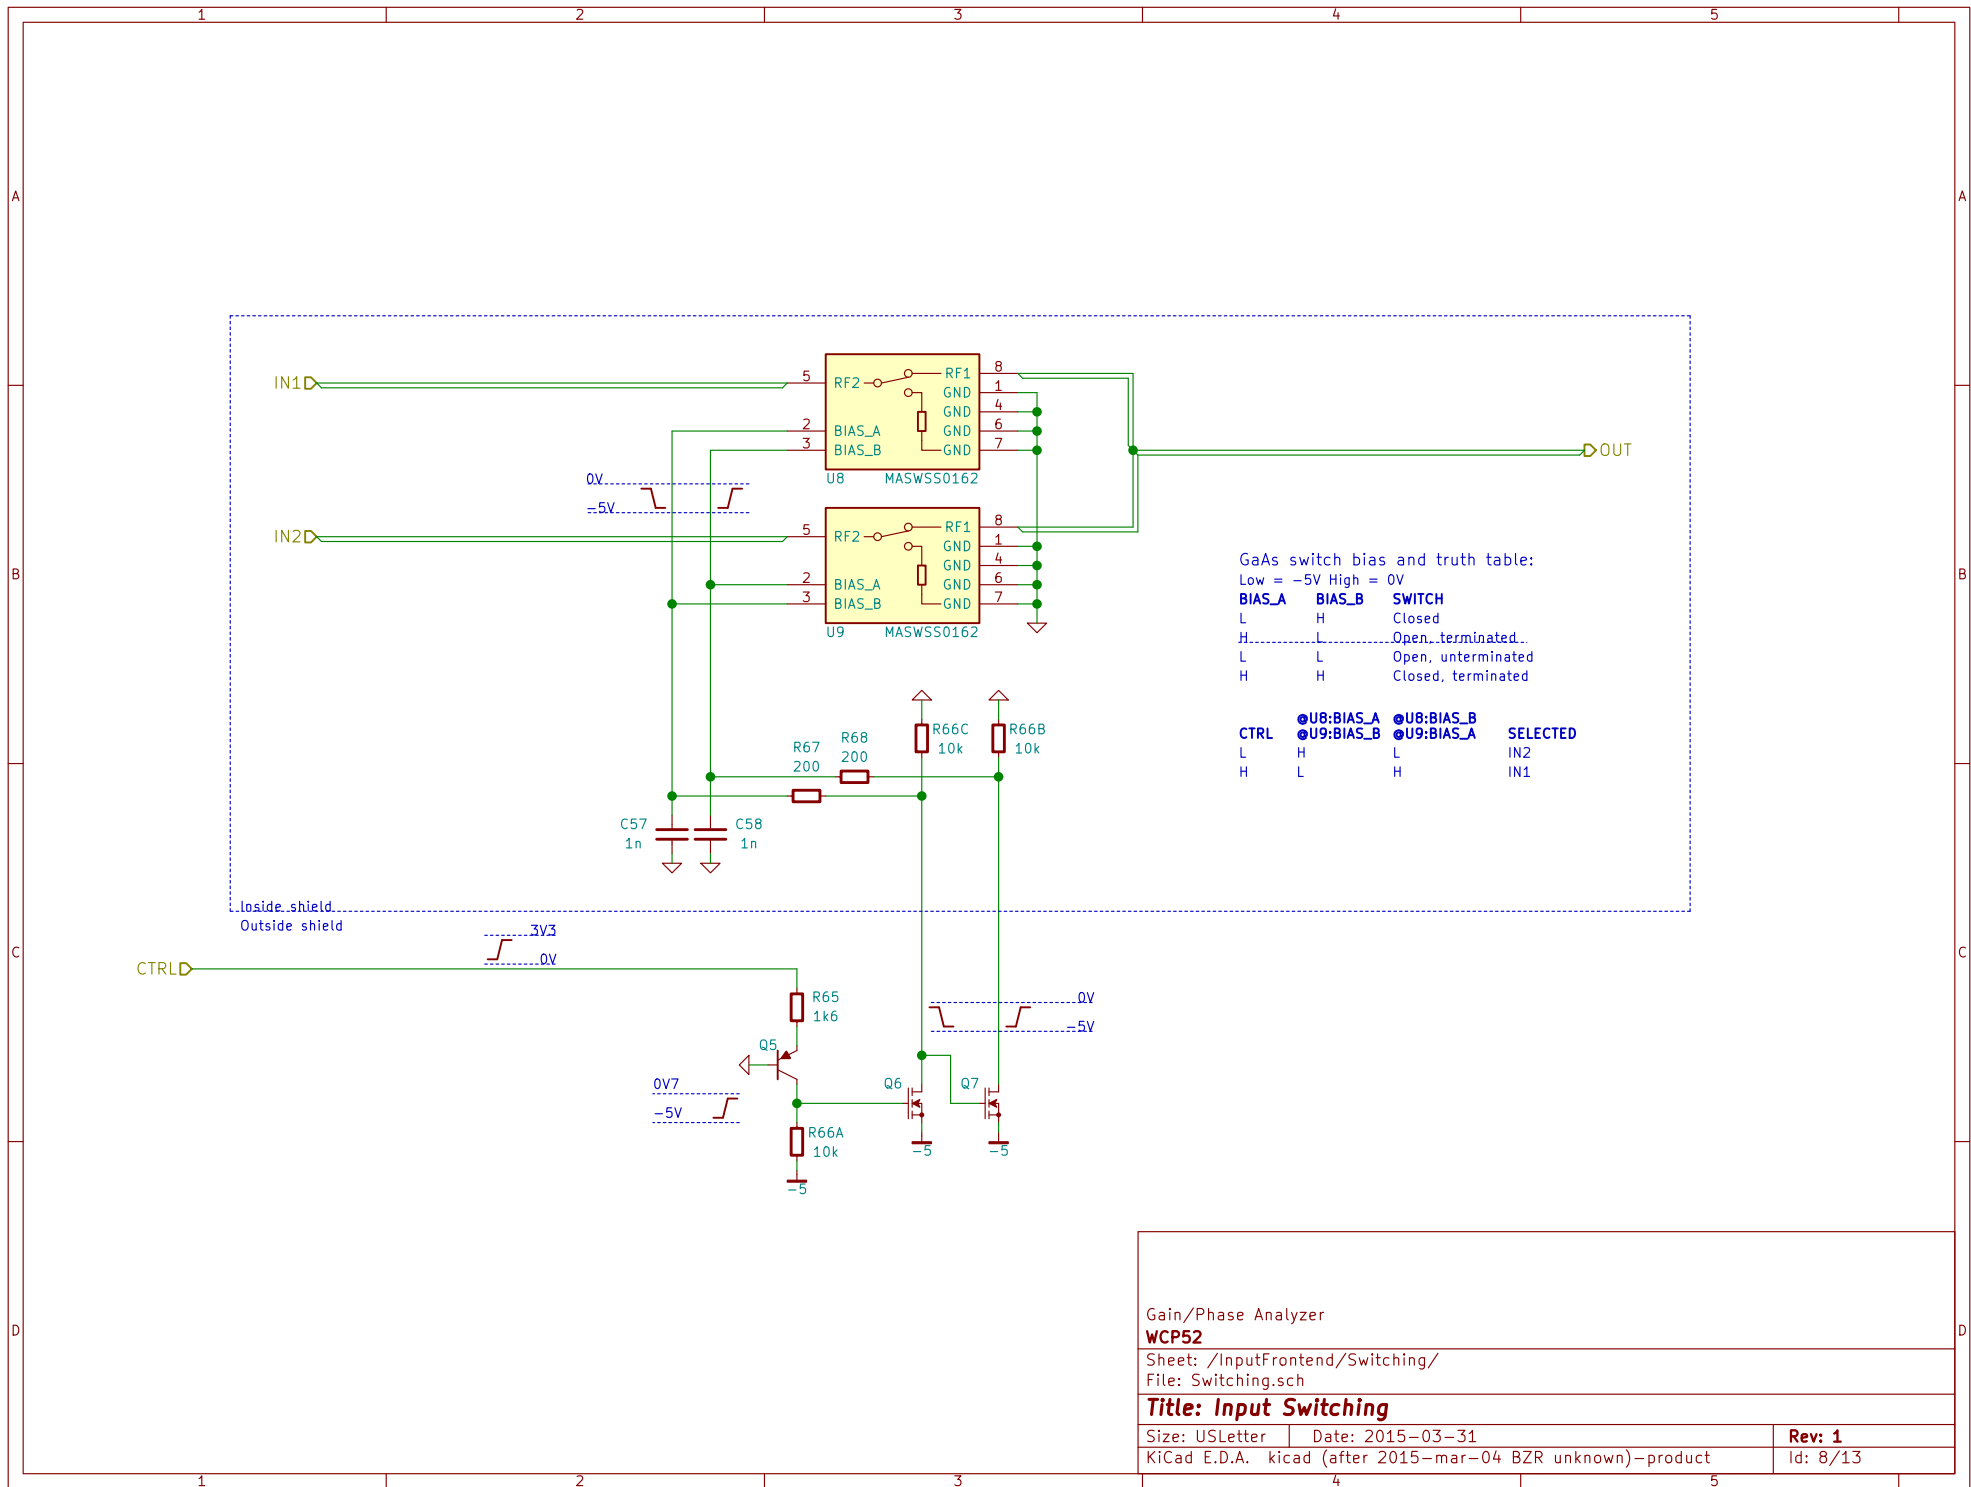 1 2 3 4 5
A A
IN1 5 RF2 RF1 8
GND 1
GND 4
2 BIAS_A GND 6
3 BIAS_B GND 7
U8 MASWSS0162
OUT
0V
-5V
IN2 5 RF2 RF1 8
GND 1
GND 4
2 BIAS_A GND 6
3 BIAS_B GND 7
U9 MASWSS0162
B B
GaAs switch bias and truth table:
Low = -5V High = 0V
BIAS_A BIAS_B SWITCH
L H Closed
H L Open, terminated
L L Open, unterminated
H H Closed, terminated
@U8:BIAS_A @U8:BIAS_B
CTRL @U9:BIAS_B @U9:BIAS_A SELECTED
L H L IN2
H L H IN1
R66C
10k
R66B
10k
R67
200
R68
200
C57
1n
C58
1n
Inside shield
Outside shield
C C
3V3
0V
CTRL
R65
1k6
0V
-5V
Q5
0V7
-5V
Q6 Q7
R66A
10k
-5 -5
-5
D D
Gain/Phase Analyzer
WCP52
Sheet: /InputFrontend/Switching/
File: Switching.sch
Title: Input Switching
Size: USLetter Date: 2015-03-31 Rev: 1
KiCad E.D.A. kicad (after 2015-mar-04 BZR unknown)-product Id: 8/13
1 2 3 4 5